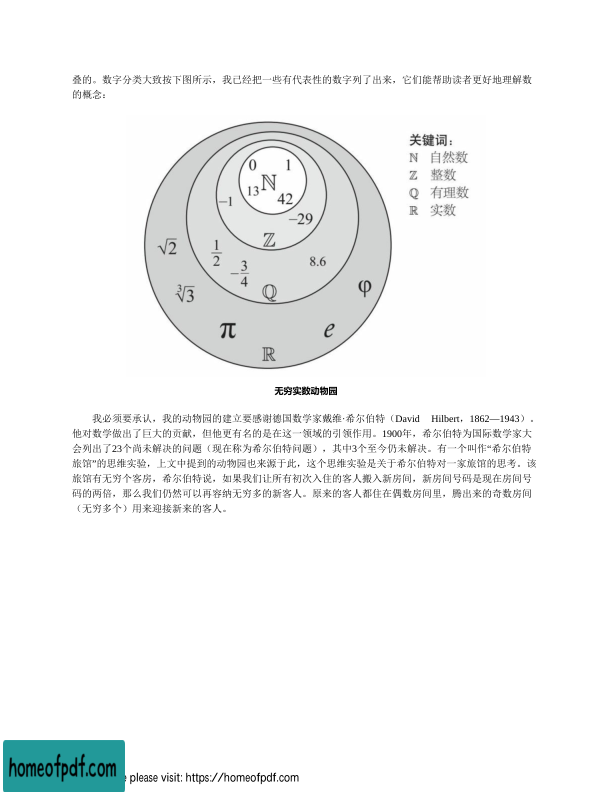 叠的。数字分类大致按下图所示，我已经把一些有代表性的数字列了出来，它们能帮助读者更好地理解数
的概念：
关键词：
ℕ 自然数
ℤ 整数
ℚ 有理数
ℝ 实数
0 1
13 ℕ 42
−1
−29
ℤ
√2
1/2
−3/4
8.6
∛3
ℚ
φ
π
e
ℝ
无穷实数动物园
我必须要承认，我的动物园的建立要感谢德国数学家戴维·希尔伯特（David Hilbert，1862—1943），
他对数学做出了巨大的贡献，但他更有名的是在这一领域的引领作用。1900年，希尔伯特为国际数学家大
会列出了23个尚未解决的问题（现在称为希尔伯特问题），其中3个至今仍未解决。有一个叫作“希尔伯特
旅馆”的思维实验，上文中提到的动物园也来源于此，这个思维实验是关于希尔伯特对一家旅馆的思考。该
旅馆有无穷个客房，希尔伯特说，如果我们让所有初次入住的客人搬入新房间，新房间号码是现在房间号
码的两倍，那么我们仍然可以再容纳无穷多的新客人。原来的客人都住在偶数房间里，腾出来的奇数房间
（无穷多个）用来迎接新来的客人。
homeofpdf.com
please visit: https://homeofpdf.com